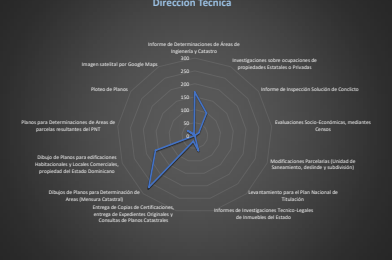 Dirección Técnica
Informe de Determinaciones de Áreas de
Ingeniería y Catastro
300
250
200
150
100
50
0
Investigaciones sobre ocupaciones de
propiedades Estatales o Privadas
Informe de Inspección Solución de Conclicto
Evaluaciones Socio-Económicas, mediantes
Censos
Modificaciones Parcelarias (Unidad de
Saneamiento, deslinde y subdivisión)
Levantamiento para el Plan Nacional de
Titulación
Informes de Investigaciones Técnico-Legales
de Inmuebles del Estado
Entrega de Copias de Certificaciones,
entrega de Expedientes Originales y
Consultas de Planos Catastrales
Dibujos de Planos para Determinación de
Áreas (Mensura Catastral)
Dibujo de Planos para edificaciones
Habitacionales y Locales Comerciales,
propiedad del Estado Dominicano
Planos para Determinaciones de Areas de
parcelas resultantes del PNT
Ploteo de Planos
Imagen satelital por Google Maps